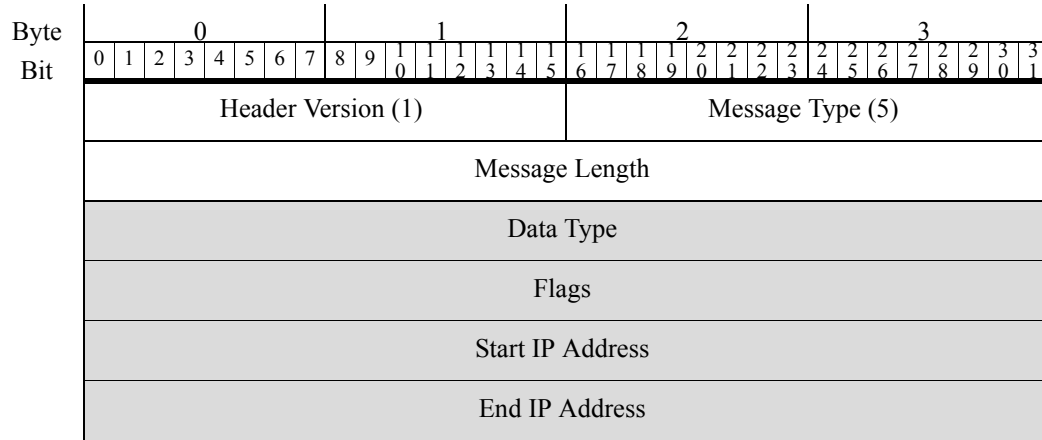 Byte 0 1 2 3
Bit 0 1 2 3 4 5 6 7 8 9 10 11 12 13 14 15 16 17 18 19 20 21 22 23 24 25 26 27 28 29 30 31
Header Version (1) Message Type (5)
Message Length
Data Type
Flags
Start IP Address
End IP Address